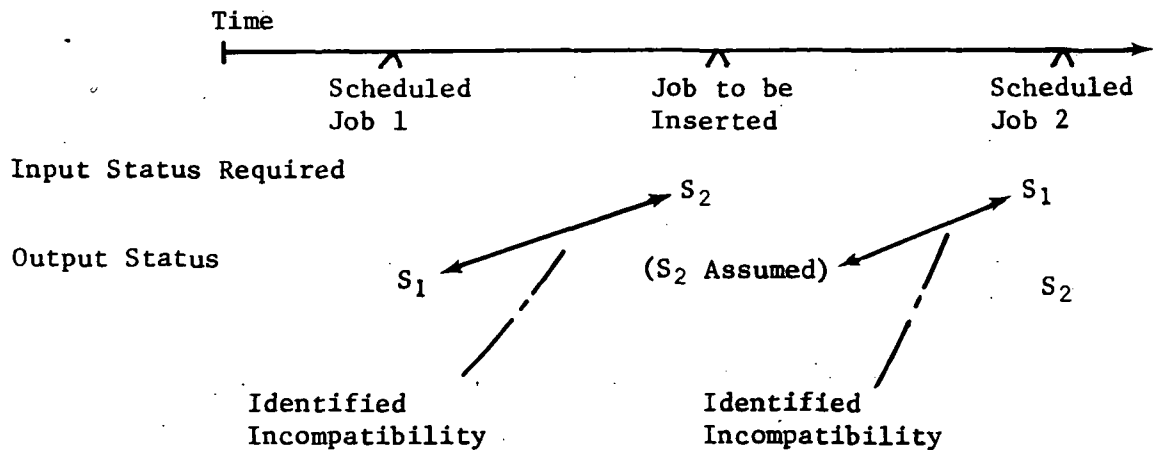 Time
Scheduled Job to be Scheduled
Job 1 Inserted Job 2
Input Status Required S₂ S₁
Output Status S₁ (S₂ Assumed) S₂
Identified Identified
Incompatibility Incompatibility